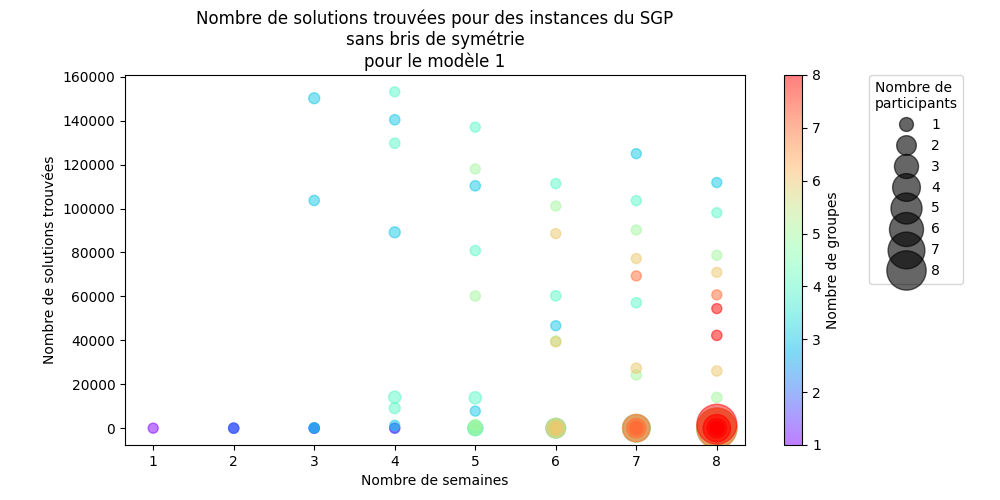 Nombre de solutions trouvées pour des instances du SGP
sans bris de symétrie
pour le modèle 1
Nombre de solutions trouvées
160000
140000
120000
100000
80000
60000
40000
20000
0
1 2 3 4 5 6 7 8
Nombre de semaines
8
7
6
5
4
3
2
1
Nombre de groupes
Nombre de
participants
1
2
3
4
5
6
7
8